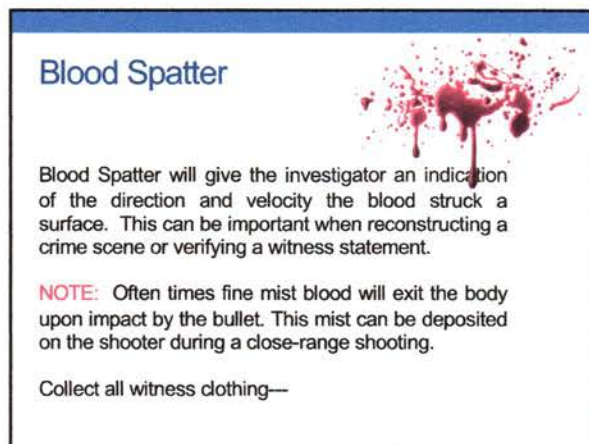 Blood Spatter
Blood Spatter will give the investigator an indication
of the direction and velocity the blood struck a
surface. This can be important when reconstructing a
crime scene or verifying a witness statement.
NOTE: Often times fine mist blood will exit the body
upon impact by the bullet. This mist can be deposited
on the shooter during a close-range shooting.
Collect all witness clothing---